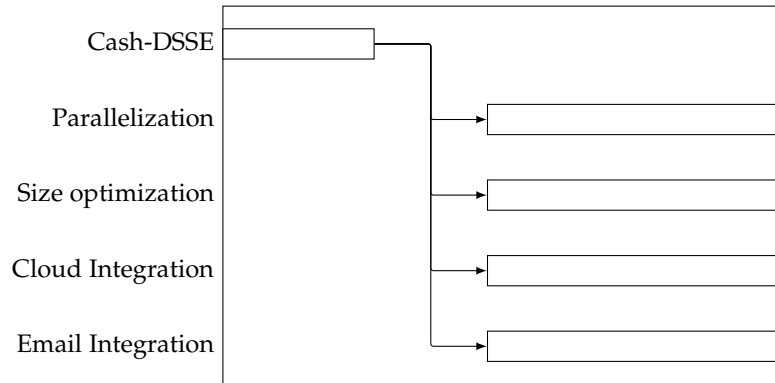 Cash-DSSE
Parallelization
Size optimization
Cloud Integration
Email Integration